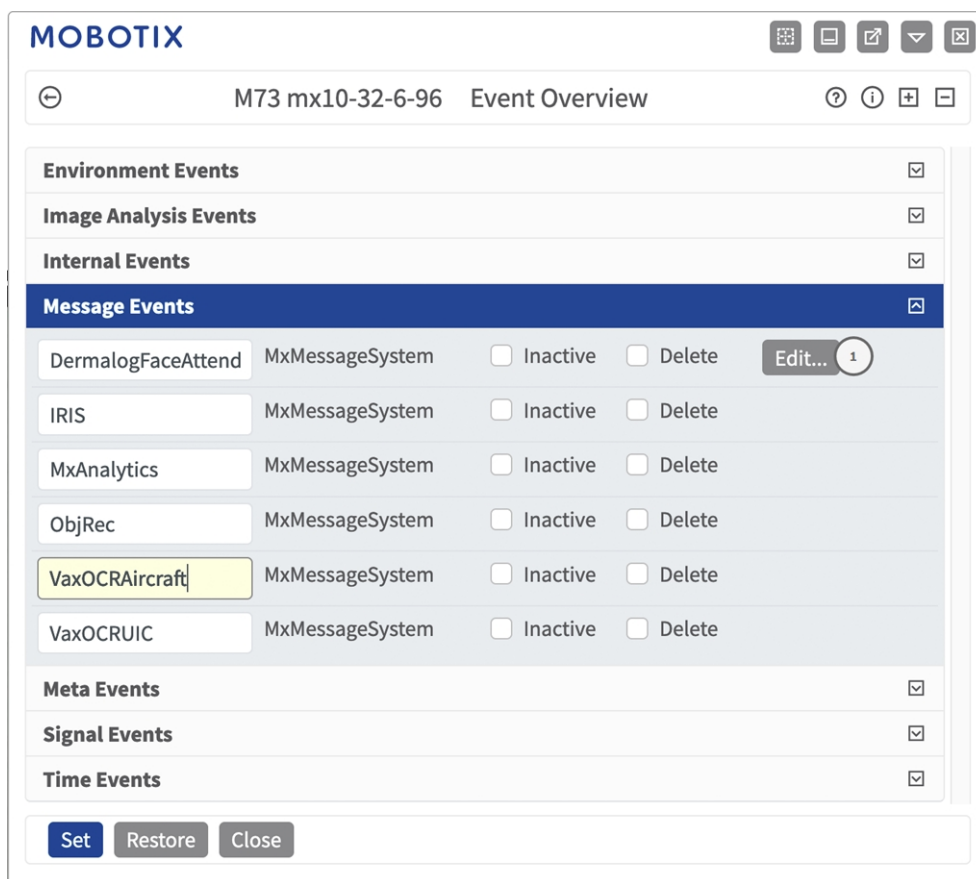 MOBOTIX
M73 mx10-32-6-96 Event Overview
Environment Events
Image Analysis Events
Internal Events
Message Events
DermalogFaceAttend MxMessageSystem Inactive Delete Edit... 1
IRIS MxMessageSystem Inactive Delete
MxAnalytics MxMessageSystem Inactive Delete
ObjRec MxMessageSystem Inactive Delete
VaxOCRAircraft MxMessageSystem Inactive Delete
VaxOCRUIC MxMessageSystem Inactive Delete
Meta Events
Signal Events
Time Events
Set Restore Close